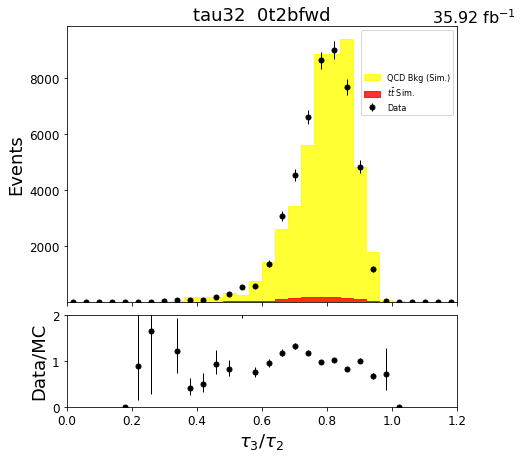 tau32 0t2bfwd
35.92 fb⁻¹
QCD Bkg (Sim.)
tt̄ Sim.
Data
Events
8000
6000
4000
2000
Data/MC
2
1
0
0.0 0.2 0.4 0.6 0.8 1.0 1.2
τ₃/τ₂